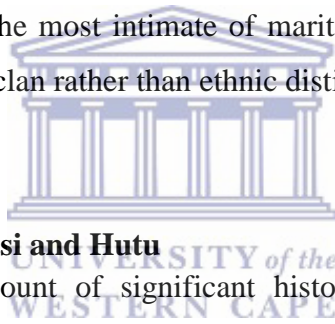 he most intimate of marit
clan rather than ethnic disti
si and Hutu
UNIVERSITY of the
ount of significant histo
WESTERN CAPE